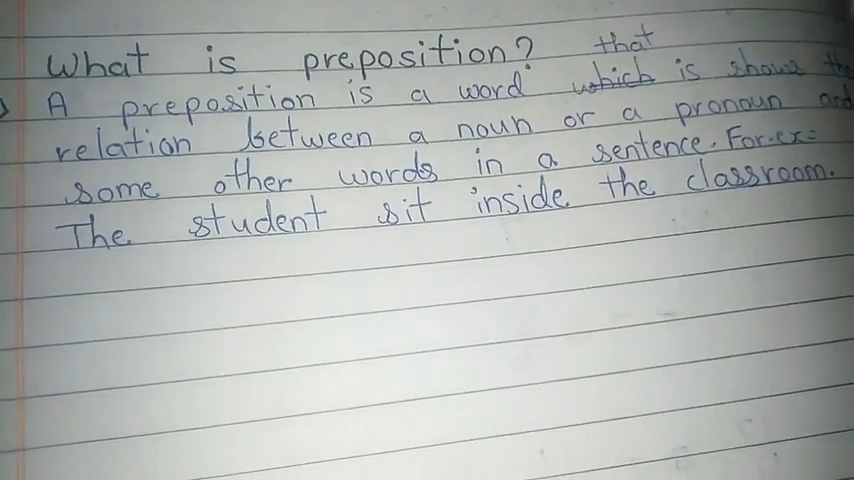 What is preposition?
A preposition is a word that is shows the
relation between a noun or a pronoun and
some other words in a sentence. For.ex=
The student sit inside the classroom.